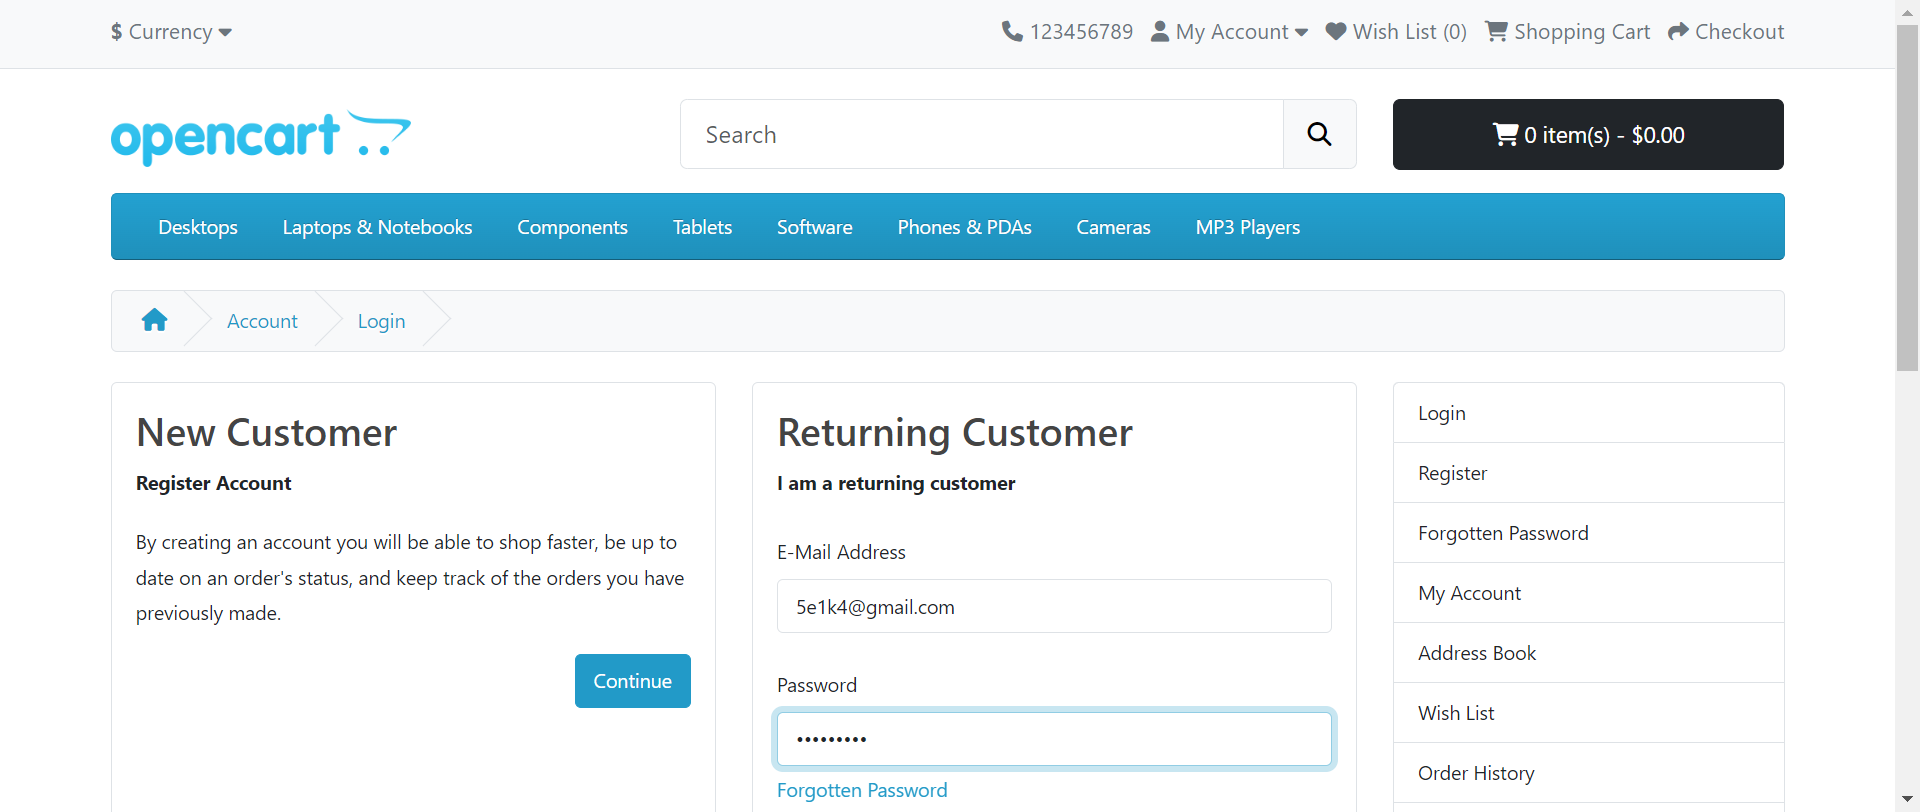 $ Currency
123456789 My Account Wish List (0) Shopping Cart Checkout
opencart
Search
0 item(s) - $0.00
Desktops Laptops & Notebooks Components Tablets Software Phones & PDAs Cameras MP3 Players
Account Login
New Customer
Register Account
By creating an account you will be able to shop faster, be up to
date on an order's status, and keep track of the orders you have
previously made.
Continue
Returning Customer
I am a returning customer
E-Mail Address
5e1k4@gmail.com
Password
•••••••••
Forgotten Password
Login
Register
Forgotten Password
My Account
Address Book
Wish List
Order History